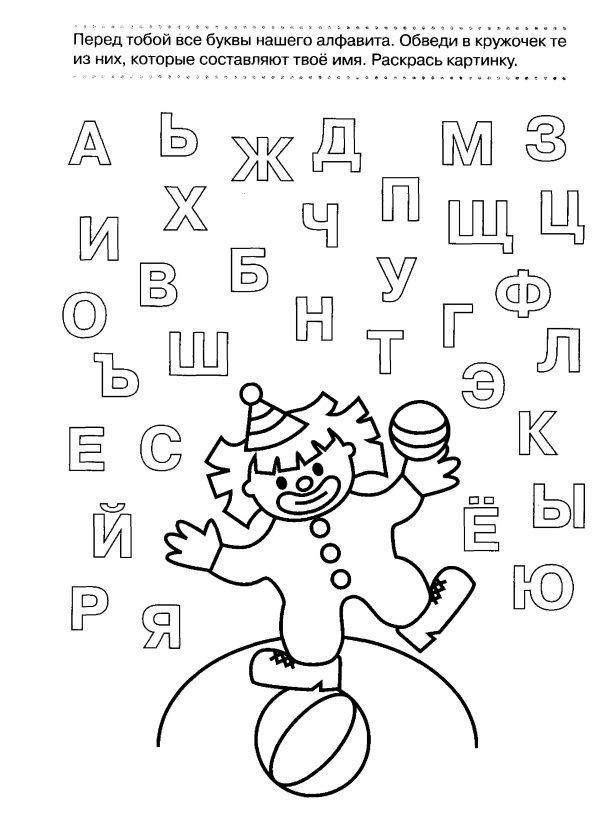 Перед тобой все буквы нашего алфавита. Обведи в кружочек те
из них, которые составляют твоё имя. Раскрась картинку.
А Ь Ж Д М З
Х П
И Ч Щ Ц
В Б У Ф
О Н Г
Ш Т Л
Ъ Э
Е С К
Й Ё Ы
Р Я Ю